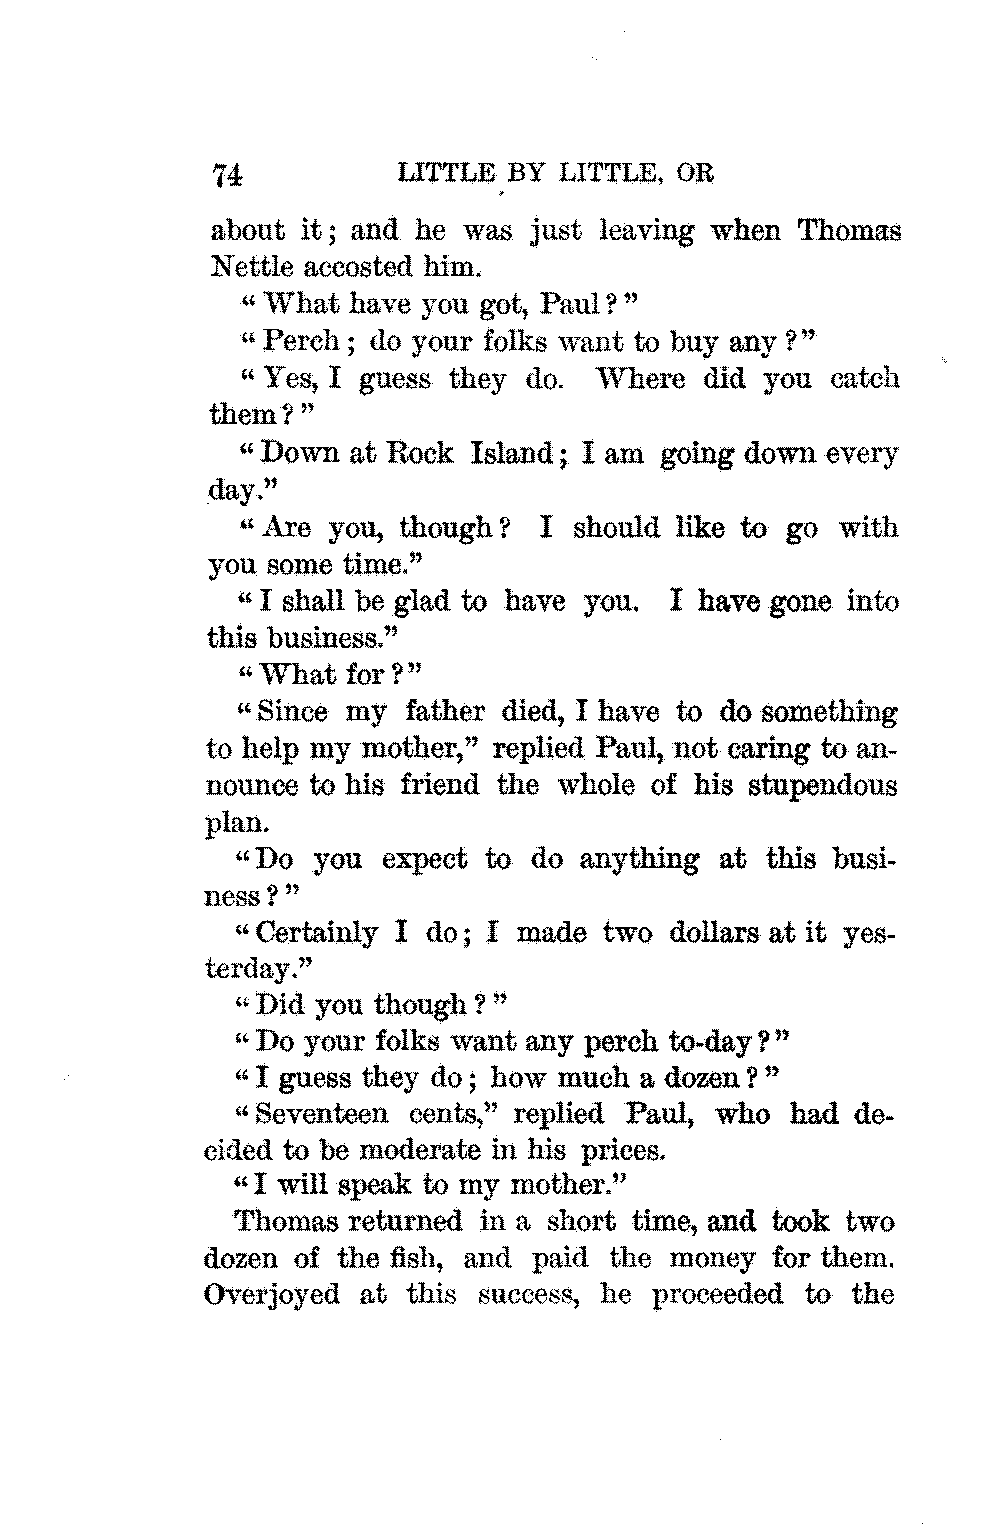 74 LITTLE BY LITTLE, OR
about it; and he was just leaving when Thomas
Nettle accosted him.
"What have you got, Paul?"
"Perch; do your folks want to buy any?"
"Yes, I guess they do. Where did you catch
them?"
"Down at Rock Island; I am going down every
day."
"Are you, though? I should like to go with
you some time."
"I shall be glad to have you. I have gone into
this business."
"What for?"
"Since my father died, I have to do something
to help my mother," replied Paul, not caring to an-
nounce to his friend the whole of his stupendous
plan.
"Do you expect to do anything at this busi-
ness?"
"Certainly I do; I made two dollars at it yes-
terday."
"Did you though?"
"Do your folks want any perch to-day?"
"I guess they do; how much a dozen?"
"Seventeen cents," replied Paul, who had de-
cided to be moderate in his prices.
"I will speak to my mother."
Thomas returned in a short time, and took two
dozen of the fish, and paid the money for them.
Overjoyed at this success, he proceeded to the